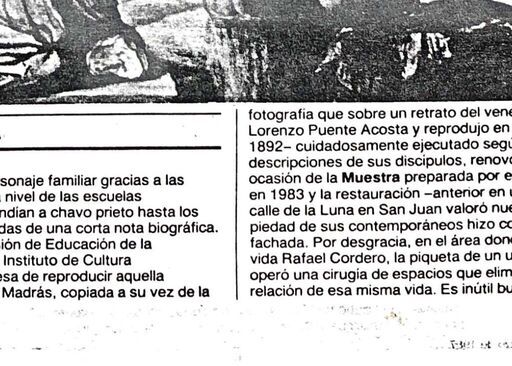 sonaje familiar gracias a las
a nivel de las escuelas
ndían a chavo prieto hasta los
das de una corta nota biográfica.
sión de Educación de la
Instituto de Cultura
esa de reproducir aquella
Madrás, copiada a su vez de la
fotografía que sobre un retrato del vene
Lorenzo Puente Acosta y reprodujo en
1892– cuidadosamente ejecutado segú
descripciones de sus discípulos, renovó
ocasión de la Muestra preparada por e
en 1983 y la restauración –anterior en u
calle de la Luna en San Juan valoró nue
piedad de sus contemporáneos hizo co
fachada. Por desgracia, en el área dond
vida Rafael Cordero, la piqueta de un u
operó una cirugía de espacios que elim
relación de esa misma vida. Es inútil bu